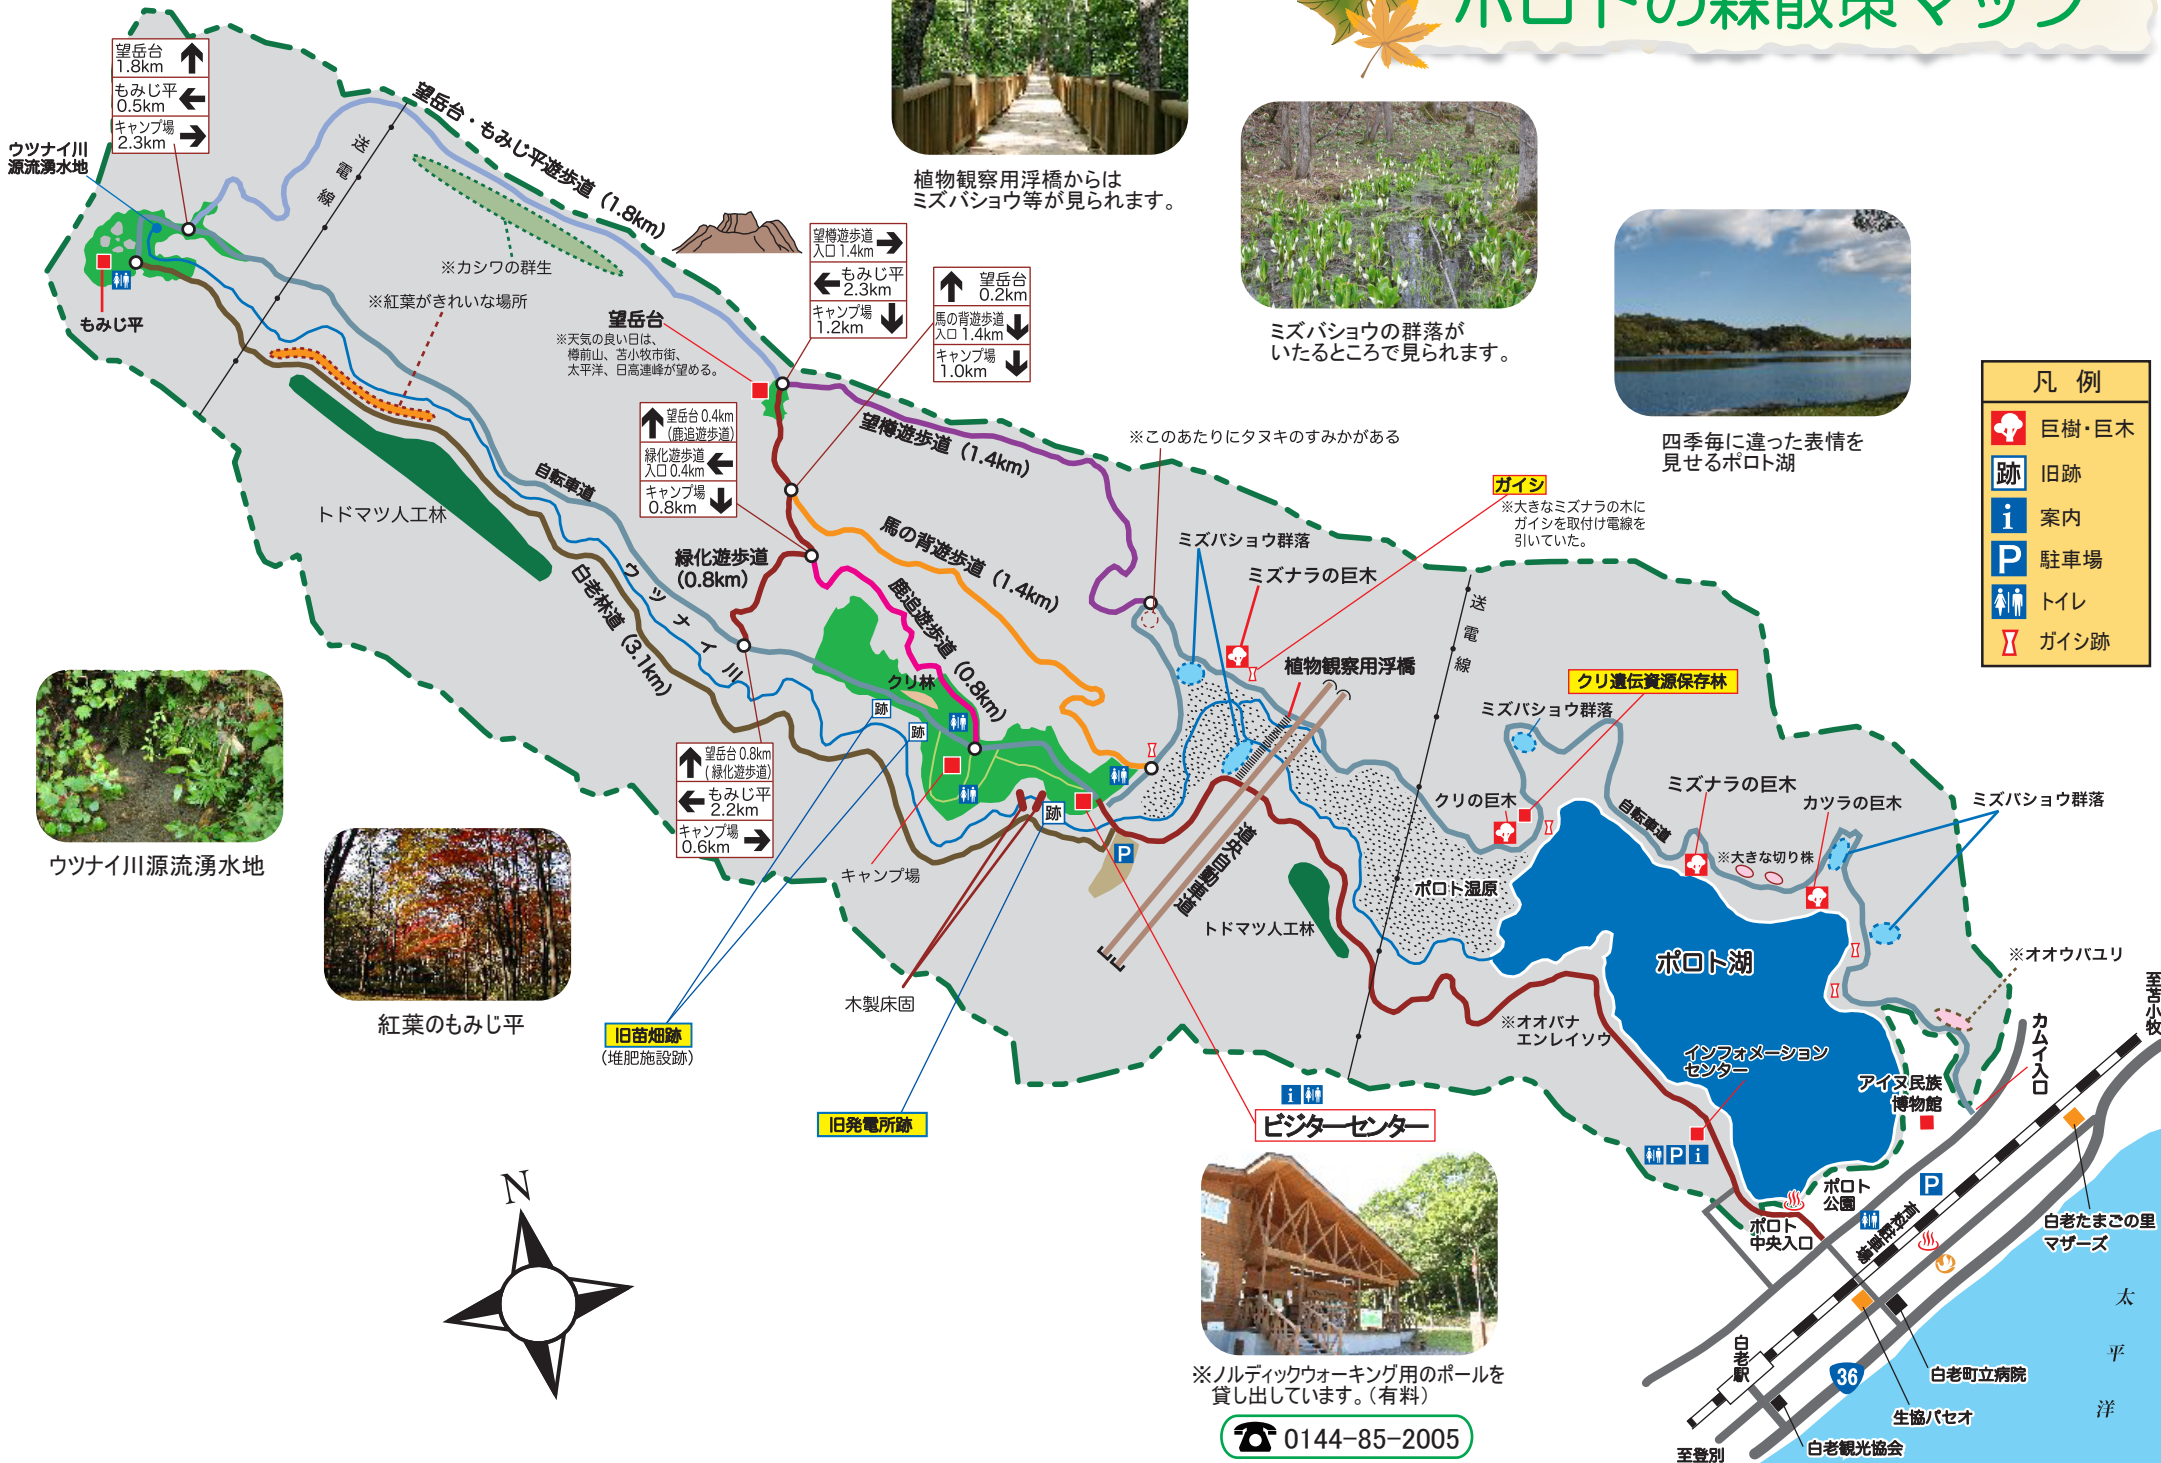 ポロトの森散策マップ
望岳台
1.8km
もみじ平
0.5km
キャンプ場
2.3km
ウツナイ川
源流湧水地
もみじ平
送電線
望岳台・もみじ平遊歩道（1.8km）
※カシワの群生
※紅葉がきれいな場所
植物観察用浮橋からは
ミズバショウ等が見られます。
ミズバショウの群落が
いたるところで見られます。
四季毎に違った表情を
見せるポロト湖
凡 例
巨樹・巨木
跡 旧跡
i 案内
P 駐車場
トイレ
ガイシ跡
望樽遊歩道
入口 1.4km
もみじ平
2.3km
キャンプ場
1.2km
望岳台
0.2km
馬の背遊歩道
入口 1.4km
キャンプ場
1.0km
望岳台
※天気の良い日は、
樽前山、苫小牧市街、
太平洋、日高連峰が望める。
望岳台 0.4km
（鹿追遊歩道）
緑化遊歩道
入口 0.4km
キャンプ場
0.8km
望樽遊歩道（1.4km）
※このあたりにタヌキのすみかがある
ガイシ
※大きなミズナラの木に
ガイシを取付け電線を
引いていた。
トドマツ人工林
自転車道
白老林道（3.1km）
ウツナイ川
緑化遊歩道
（0.8km）
馬の背遊歩道（1.4km）
鹿追遊歩道（0.8km）
クリ林
跡
跡
跡
ミズバショウ群落
ミズナラの巨木
植物観察用浮橋
送電線
クリ遺伝資源保存林
ミズバショウ群落
クリの巨木
自転車道
ミズナラの巨木
※大きな切り株
カツラの巨木
ミズバショウ群落
望岳台 0.8km
（緑化遊歩道）
もみじ平
2.2km
キャンプ場
0.6km
キャンプ場
P
道央自動車道
トドマツ人工林
ポロト湿原
ポロト湖
※オオウバユリ
※オオバナ
エンレイソウ
木製床固
旧苗畑跡
（堆肥施設跡）
旧発電所跡
ウツナイ川源流湧水地
紅葉のもみじ平
i
ビジターセンター
※ノルディックウォーキング用のポールを
貸し出しています。（有料）
0144-85-2005
インフォメーション
センター
P i
アイヌ民族
博物館
カムイ入口
至苫小牧
ポロト
公園
ポロト
中央入口
P
有料駐車場
白老たまごの里
マザーズ
太平洋
白老駅
36
白老町立病院
生協パセオ
白老観光協会
至登別
N